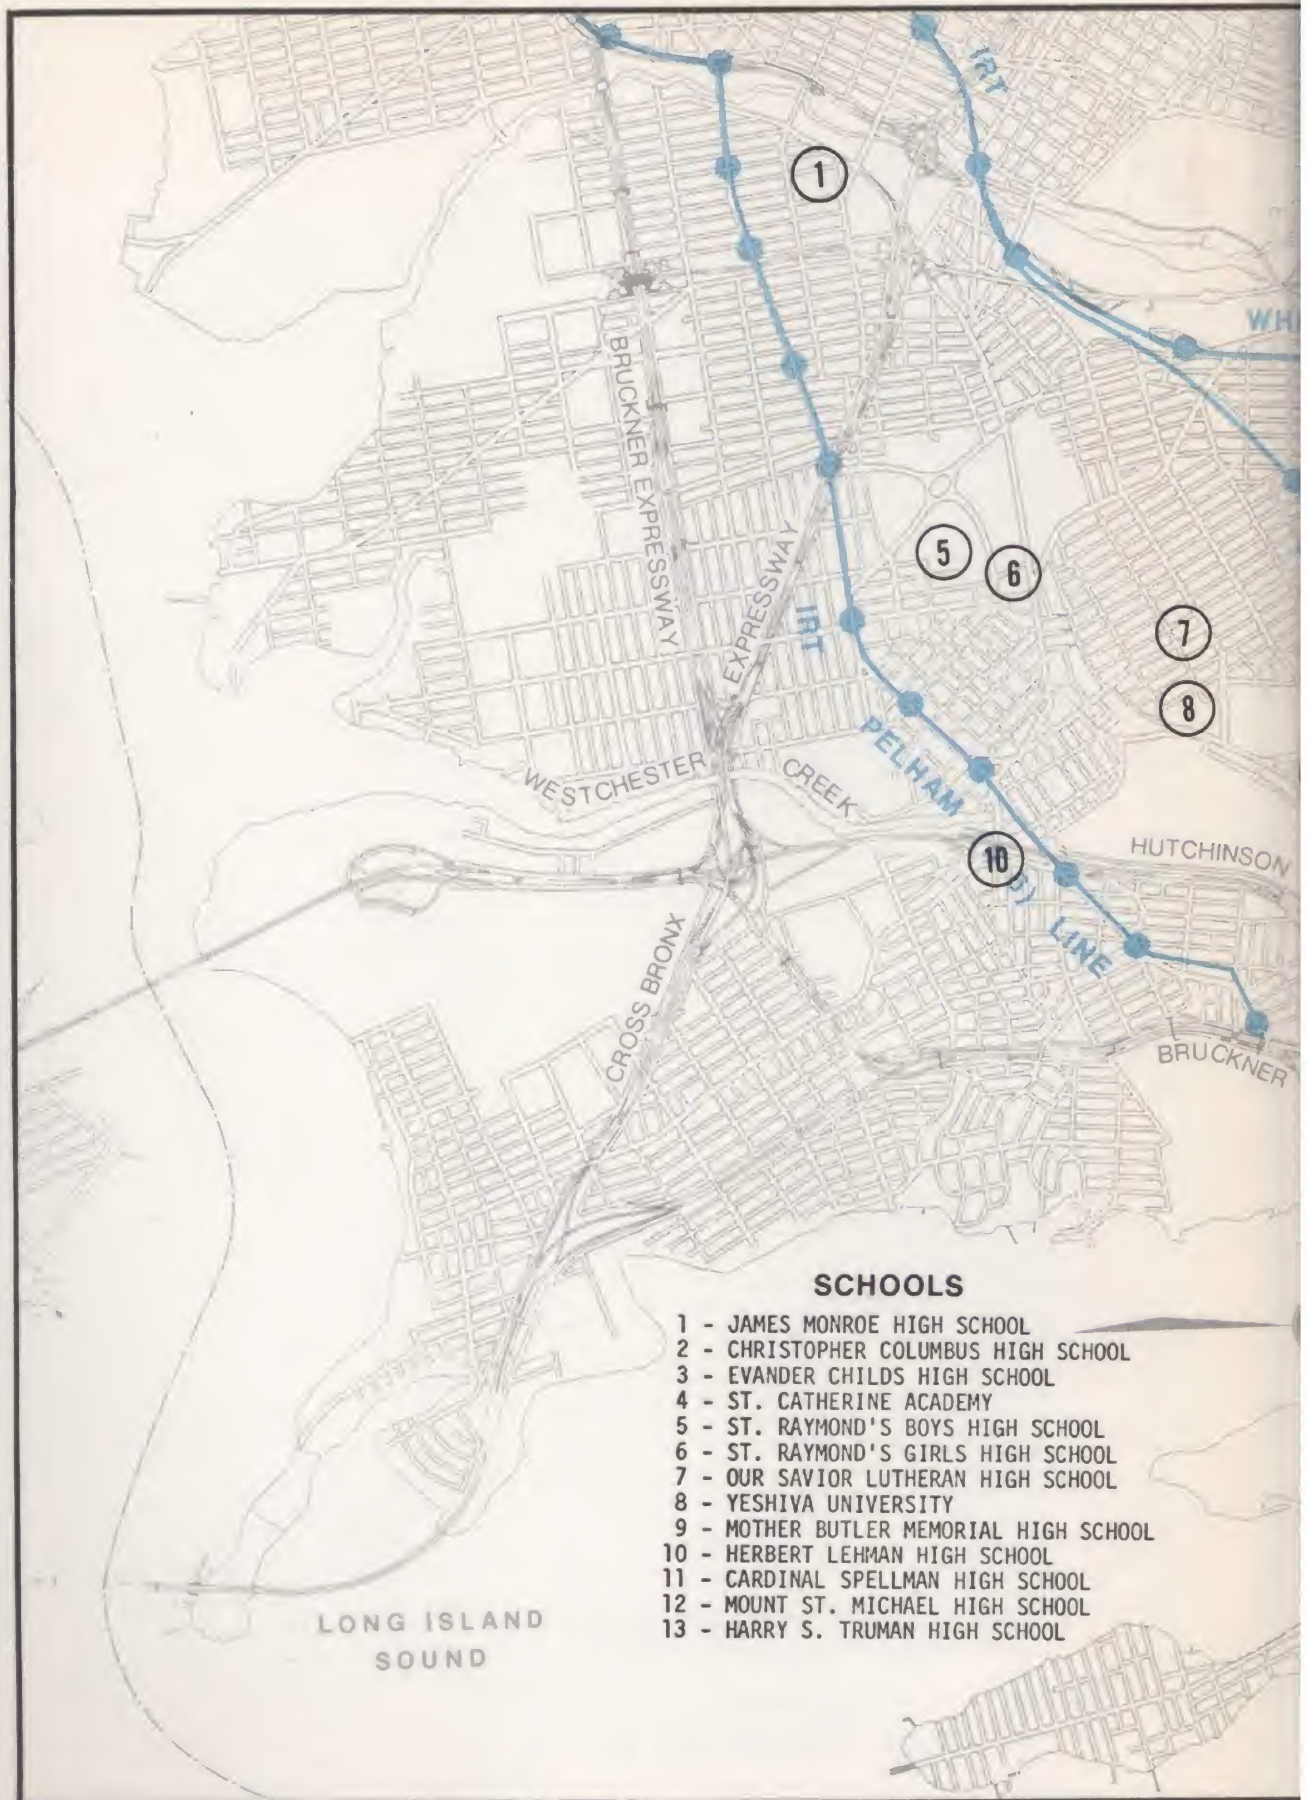 IRT
1
WHI
BRUCKNER EXPRESSWAY
EXPRESSWAY
IRT
5
6
7
8
PELHAM
LINE
WESTCHESTER
CREEK
10
HUTCHINSON
CROSS BRONX
BRUCKNER
SCHOOLS
1 - JAMES MONROE HIGH SCHOOL
2 - CHRISTOPHER COLUMBUS HIGH SCHOOL
3 - EVANDER CHILDS HIGH SCHOOL
4 - ST. CATHERINE ACADEMY
5 - ST. RAYMOND'S BOYS HIGH SCHOOL
6 - ST. RAYMOND'S GIRLS HIGH SCHOOL
7 - OUR SAVIOR LUTHERAN HIGH SCHOOL
8 - YESHIVA UNIVERSITY
9 - MOTHER BUTLER MEMORIAL HIGH SCHOOL
10 - HERBERT LEHMAN HIGH SCHOOL
11 - CARDINAL SPELLMAN HIGH SCHOOL
12 - MOUNT ST. MICHAEL HIGH SCHOOL
13 - HARRY S. TRUMAN HIGH SCHOOL
LONG ISLAND
SOUND